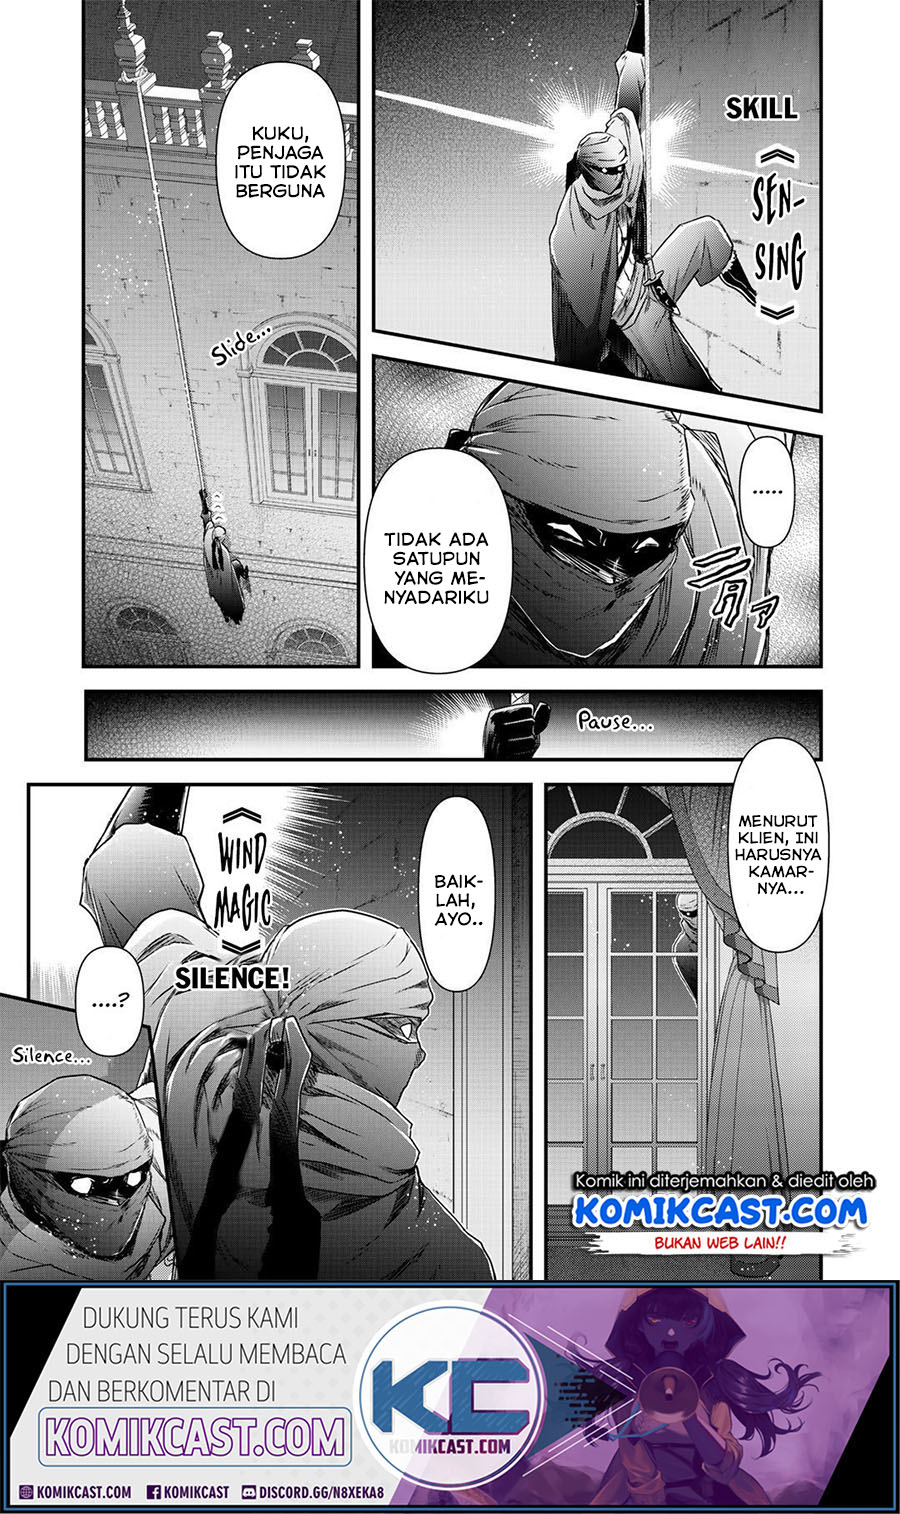 SKILL
《SEN-
SING》
KUKU,
PENJAGA
ITU TIDAK
BERGUNA
Slide...
......
TIDAK ADA
SATUPUN
YANG ME-
NYADARIKU
Pause...
MENURUT
KLIEN, INI
HARUSNYA
KAMAR-
NYA...
BAIK-
LAH,
AYO..
《WIND
MAGIC》
SILENCE!
....?
Silence...
Komik ini diterjemahkan & diedit oleh
KOMIKCAST.COM
BUKAN WEB LAIN!!
DUKUNG TERUS KAMI
DENGAN SELALU MEMBACA
DAN BERKOMENTAR DI
KOMIKCAST.COM
KC
KOMIKCAST.COM
KOMIKCAST.COM
KOMIKCAST
DISCORD.GG/N8XEKA8